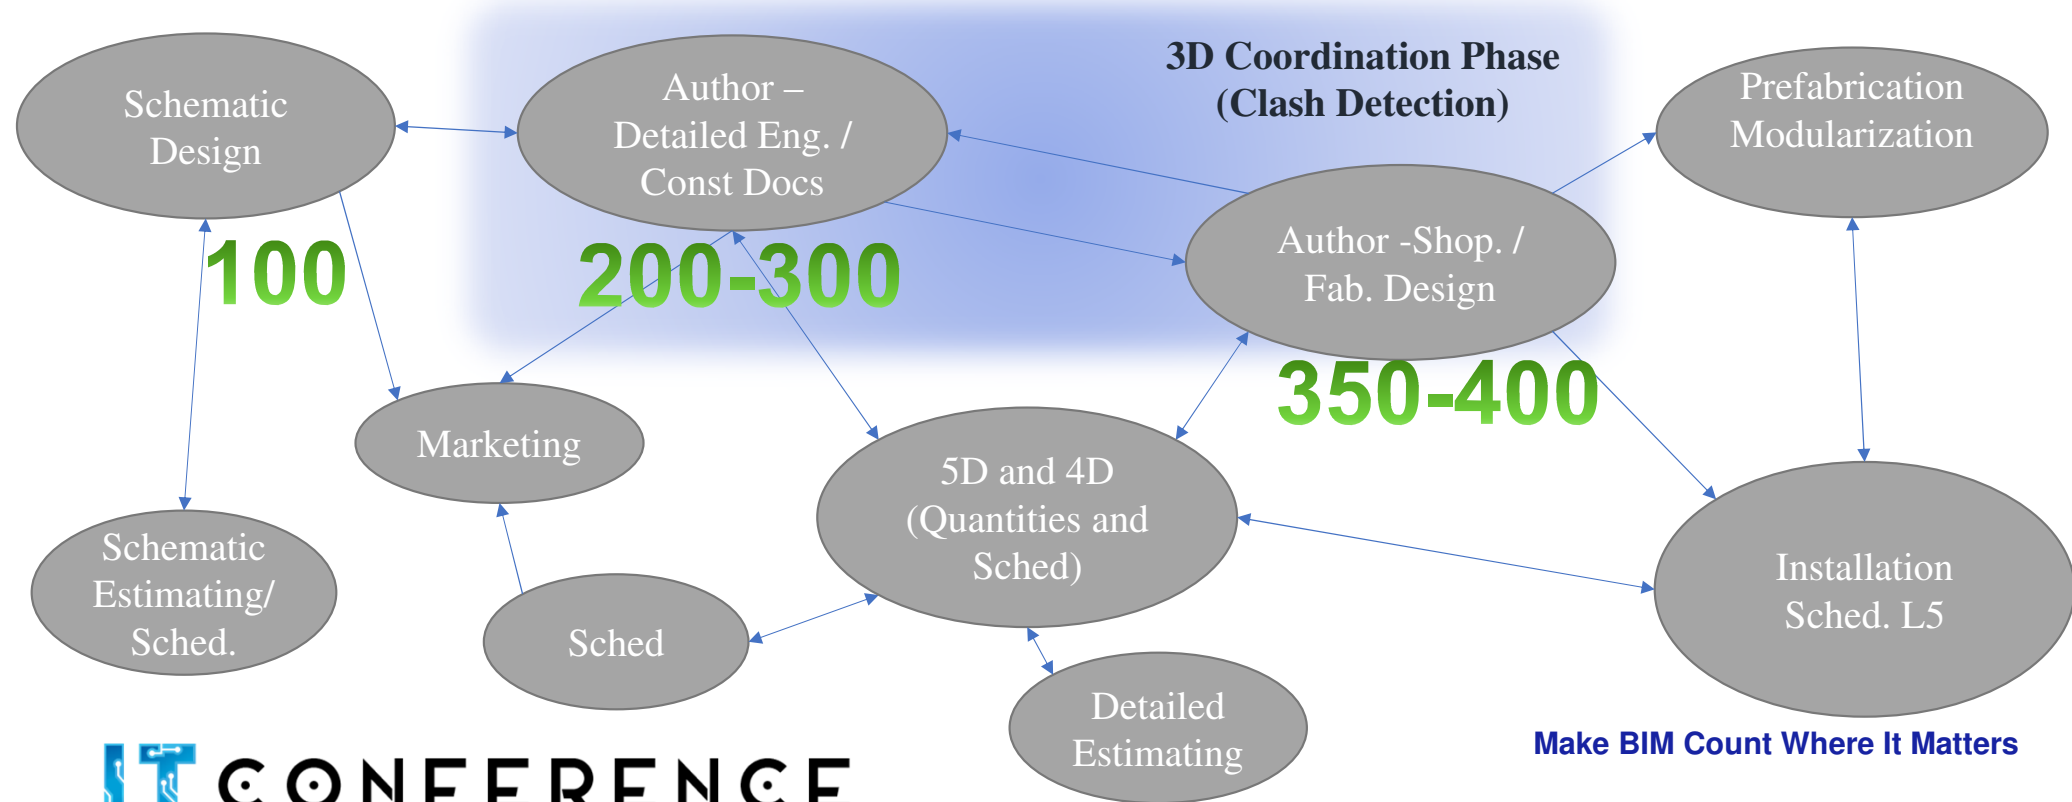 Schematic
Design
Author –
Detailed Eng. /
Const Docs
3D Coordination Phase
(Clash Detection)
Prefabrication
Modularization
Author -Shop. /
Fab. Design
100
200-300
350-400
Marketing
5D and 4D
(Quantities and
Sched)
Schematic
Estimating/
Sched.
Sched
Installation
Sched. L5
Detailed
Estimating
Make BIM Count Where It Matters
IT CONFERENCE